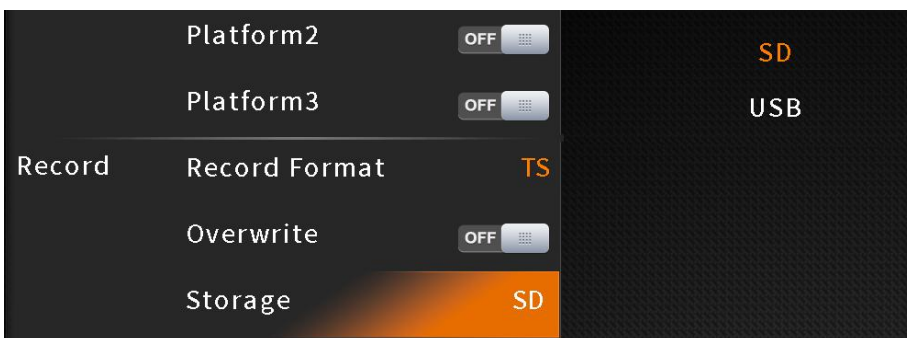 Platform2 OFF
SD
Platform3 OFF
USB
Record Record Format TS
Overwrite OFF
Storage SD